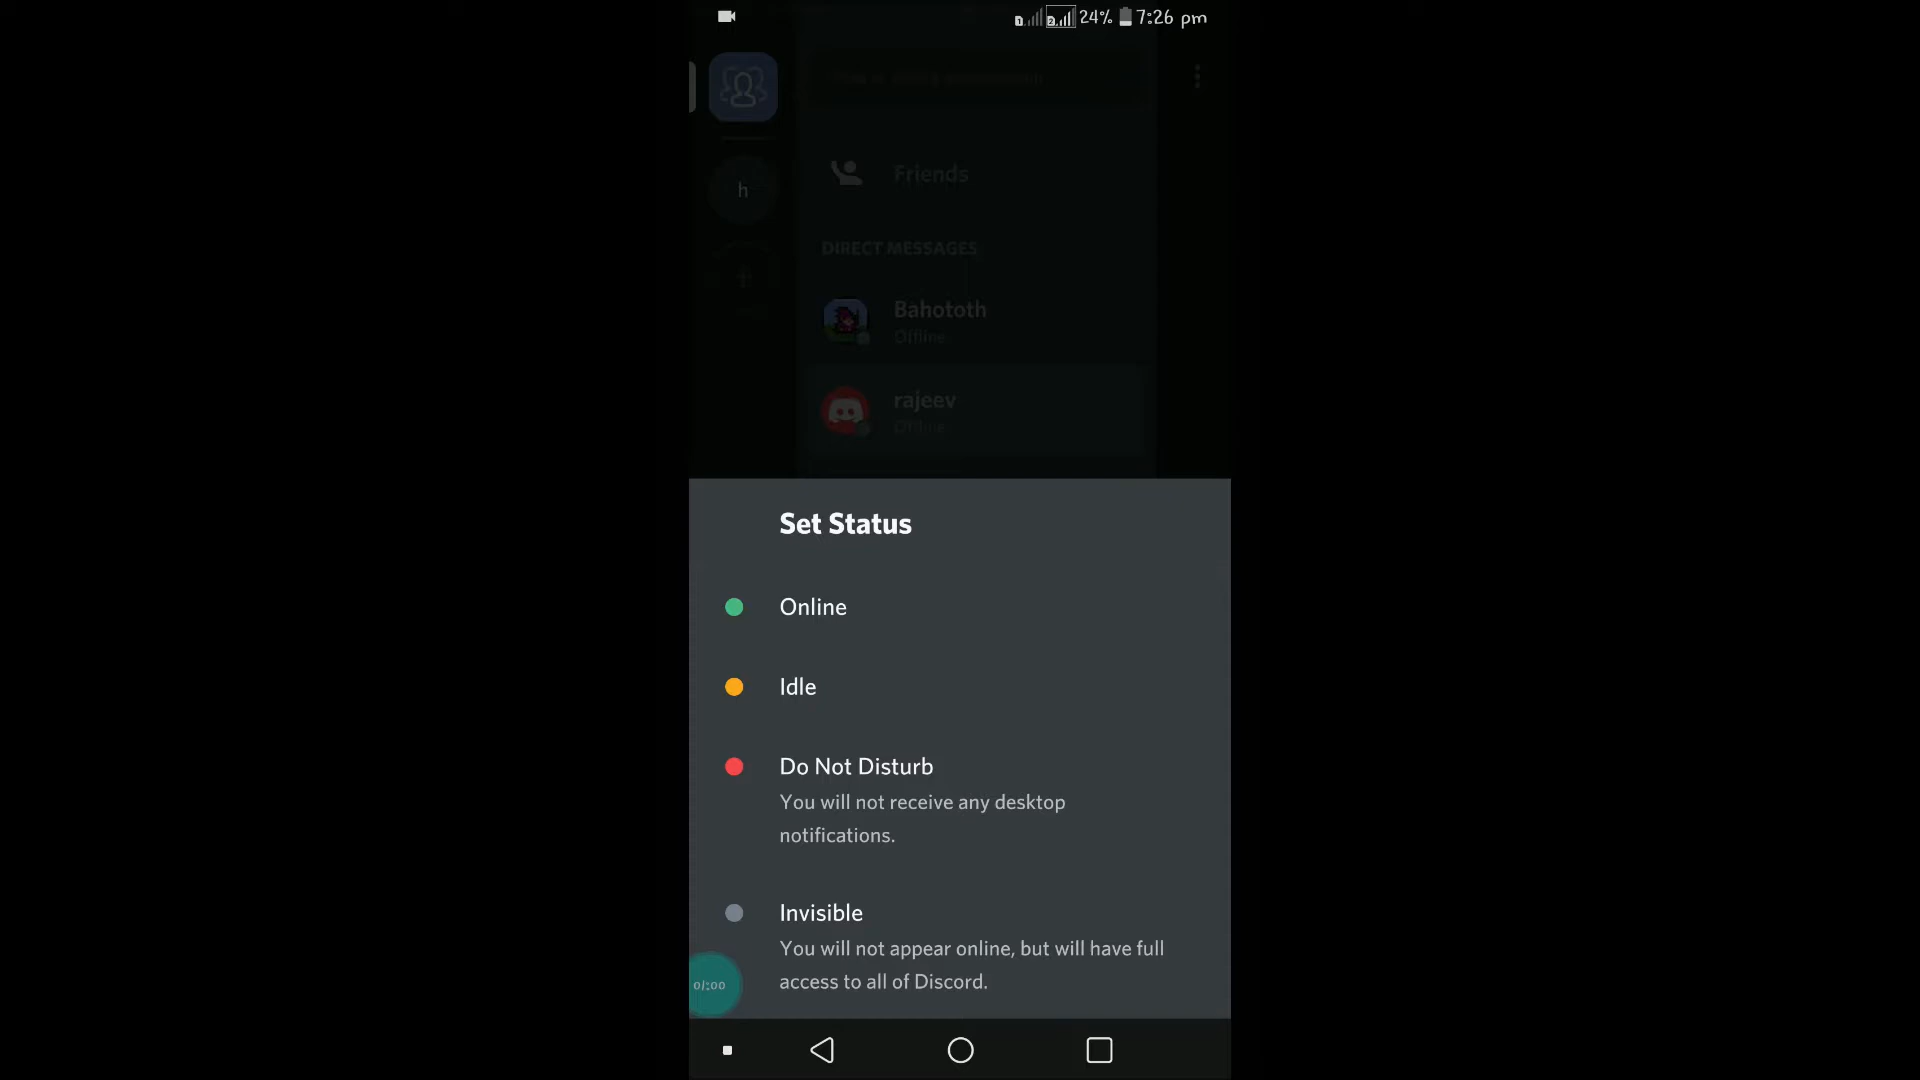 24% 7:26 pm
Friends
h
DIRECT MESSAGES
Bahototh
Offline
rajeev
Offline
Set Status
Online
Idle
Do Not Disturb
You will not receive any desktop
notifications.
Invisible
You will not appear online, but will have full
access to all of Discord.